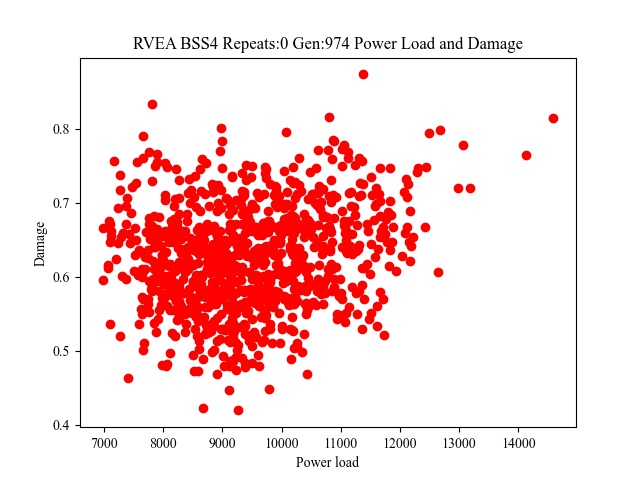 RVEA BSS4 Repeats:0 Gen:974 Power Load and Damage
0.8
0.7
0.6
0.5
0.4
Damage
7000 8000 9000 10000 11000 12000 13000 14000
Power load